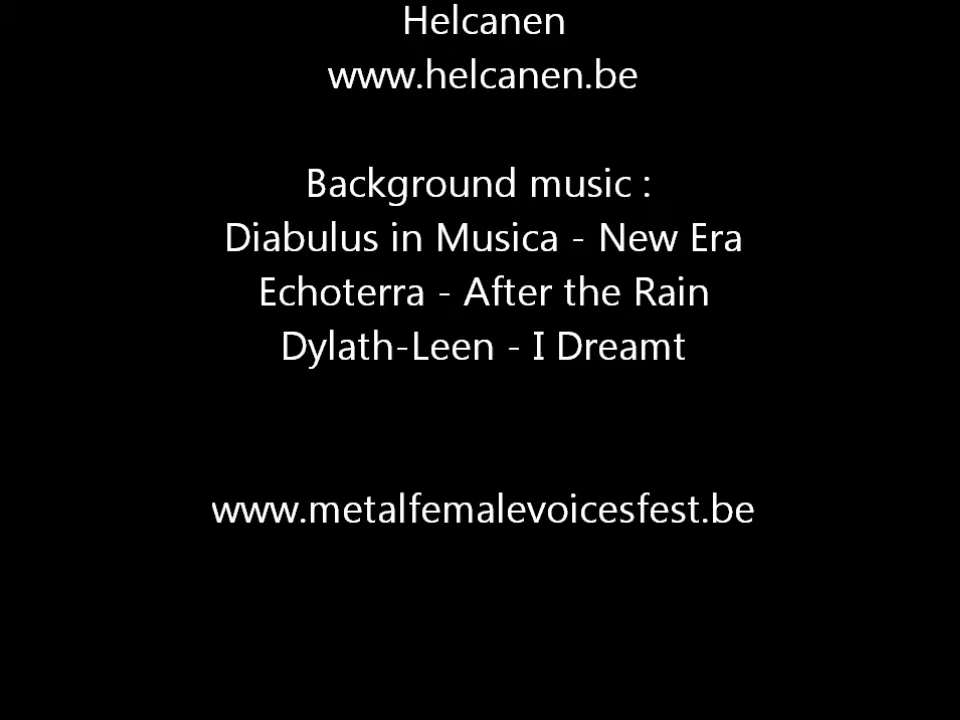 Helcanen
www.helcanen.be
Background music :
Diabulus in Musica - New Era
Echoterra - After the Rain
Dylath-Leen - I Dreamt
www.metalfemalevoicesfest.be